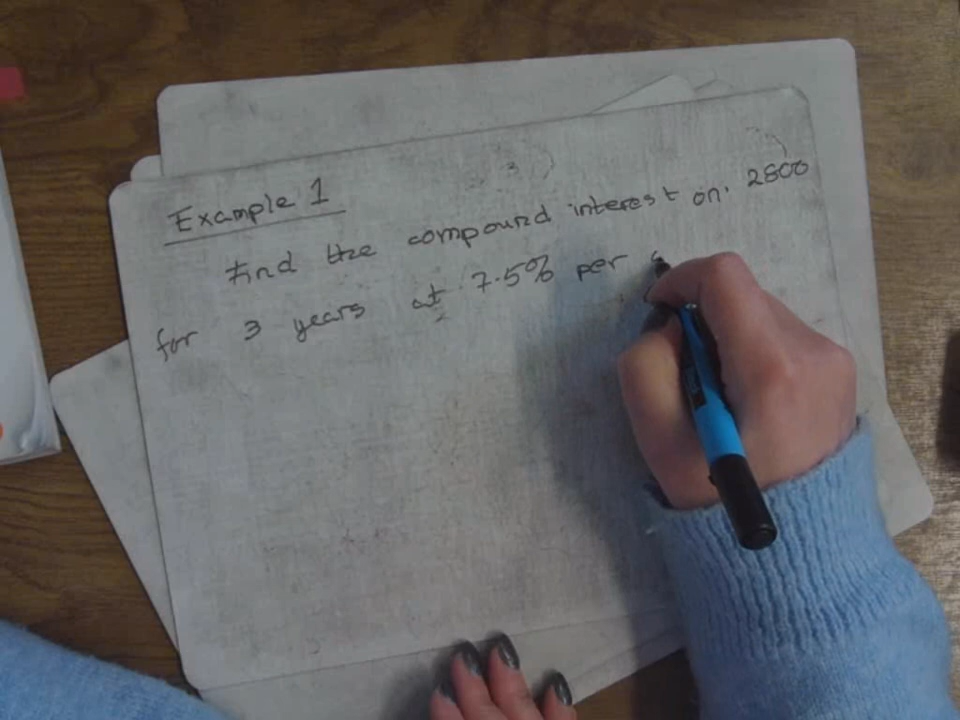 Example 1
Find the compound interest on 2800
for 3 years at 7.5% per